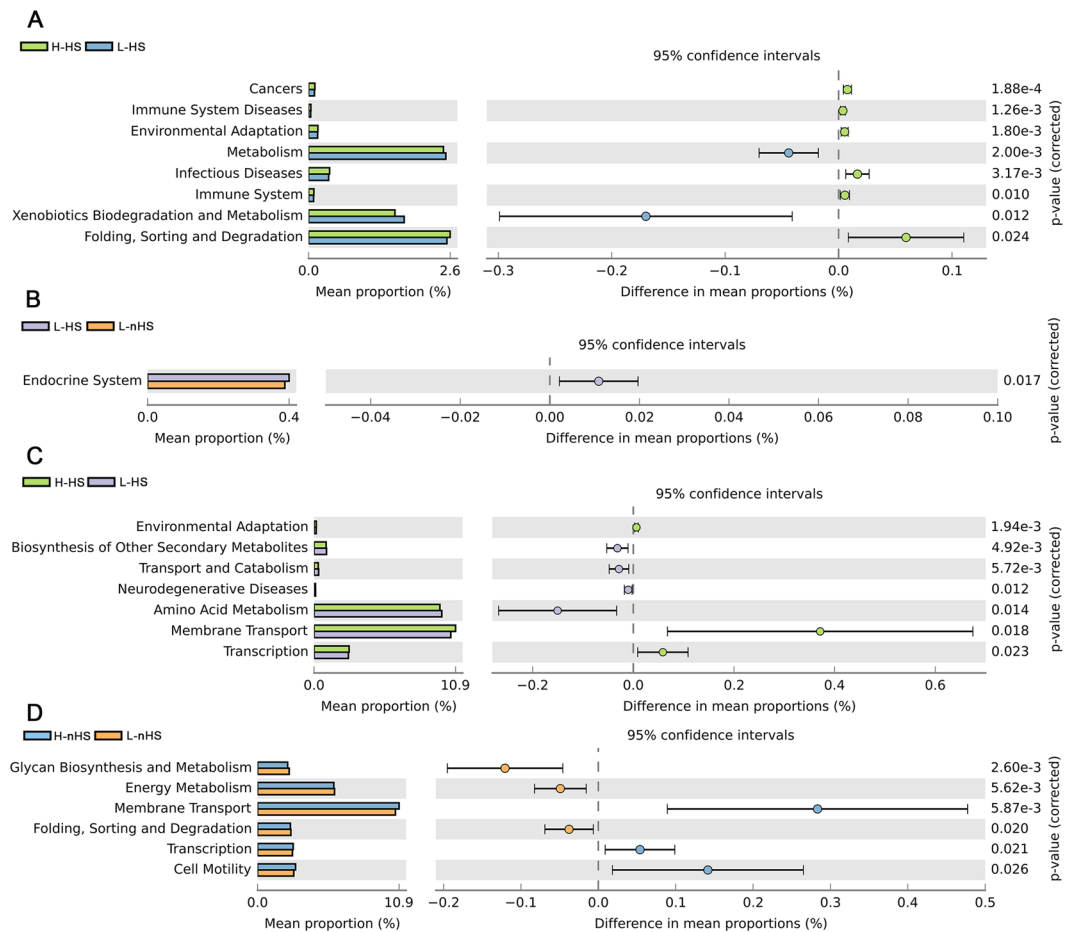 A
H-HS L-HS
95% confidence intervals
Cancers 1.88e-4
Immune System Diseases 1.26e-3
Environmental Adaptation 1.80e-3
Metabolism 2.00e-3
Infectious Diseases 3.17e-3
Immune System 0.010
Xenobiotics Biodegradation and Metabolism 0.012
Folding, Sorting and Degradation 0.024
p-value (corrected)
0.0 2.6 −0.3 −0.2 −0.1 0.0 0.1
Mean proportion (%) Difference in mean proportions (%)
B
L-HS L-nHS
95% confidence intervals
Endocrine System 0.017
p-value (corrected)
0.0 0.4 −0.04 −0.02 0.00 0.02 0.04 0.06 0.08 0.10
Mean proportion (%) Difference in mean proportions (%)
C
H-HS L-HS
95% confidence intervals
Environmental Adaptation 1.94e-3
Biosynthesis of Other Secondary Metabolites 4.92e-3
Transport and Catabolism 5.72e-3
Neurodegenerative Diseases 0.012
Amino Acid Metabolism 0.014
Membrane Transport 0.018
Transcription 0.023
p-value (corrected)
0.0 10.9 −0.2 0.0 0.2 0.4 0.6
Mean proportion (%) Difference in mean proportions (%)
D
H-nHS L-nHS
95% confidence intervals
Glycan Biosynthesis and Metabolism 2.60e-3
Energy Metabolism 5.62e-3
Membrane Transport 5.87e-3
Folding, Sorting and Degradation 0.020
Transcription 0.021
Cell Motility 0.026
p-value (corrected)
0.0 10.9 −0.2 −0.1 0.0 0.1 0.2 0.3 0.4 0.5
Mean proportion (%) Difference in mean proportions (%)